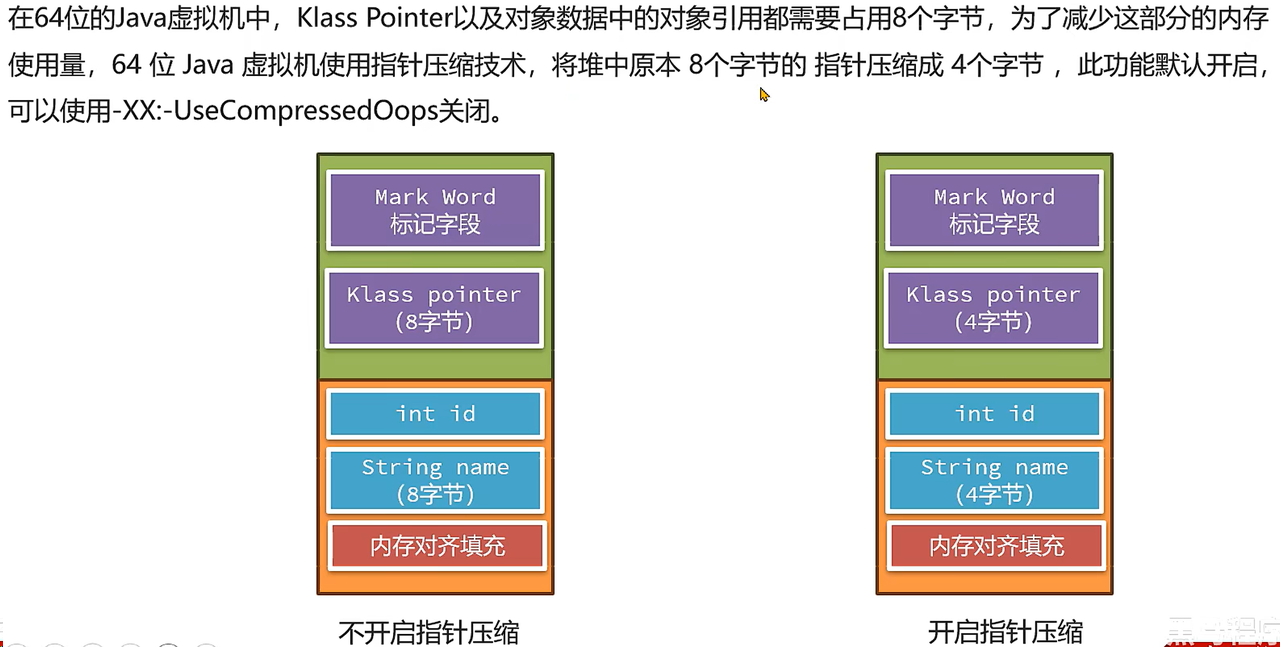 在64位的Java虚拟机中，Klass Pointer以及对象数据中的对象引用都需要占用8个字节，为了减少这部分的内存
使用量，64 位 Java 虚拟机使用指针压缩技术，将堆中原本 8个字节的 指针压缩成 4个字节 ，此功能默认开启，
可以使用-XX:-UseCompressedOops关闭。
Mark Word
标记字段
Klass pointer
（8字节）
int id
String name
（8字节）
内存对齐填充
不开启指针压缩
Mark Word
标记字段
Klass pointer
（4字节）
int id
String name
（4字节）
内存对齐填充
开启指针压缩